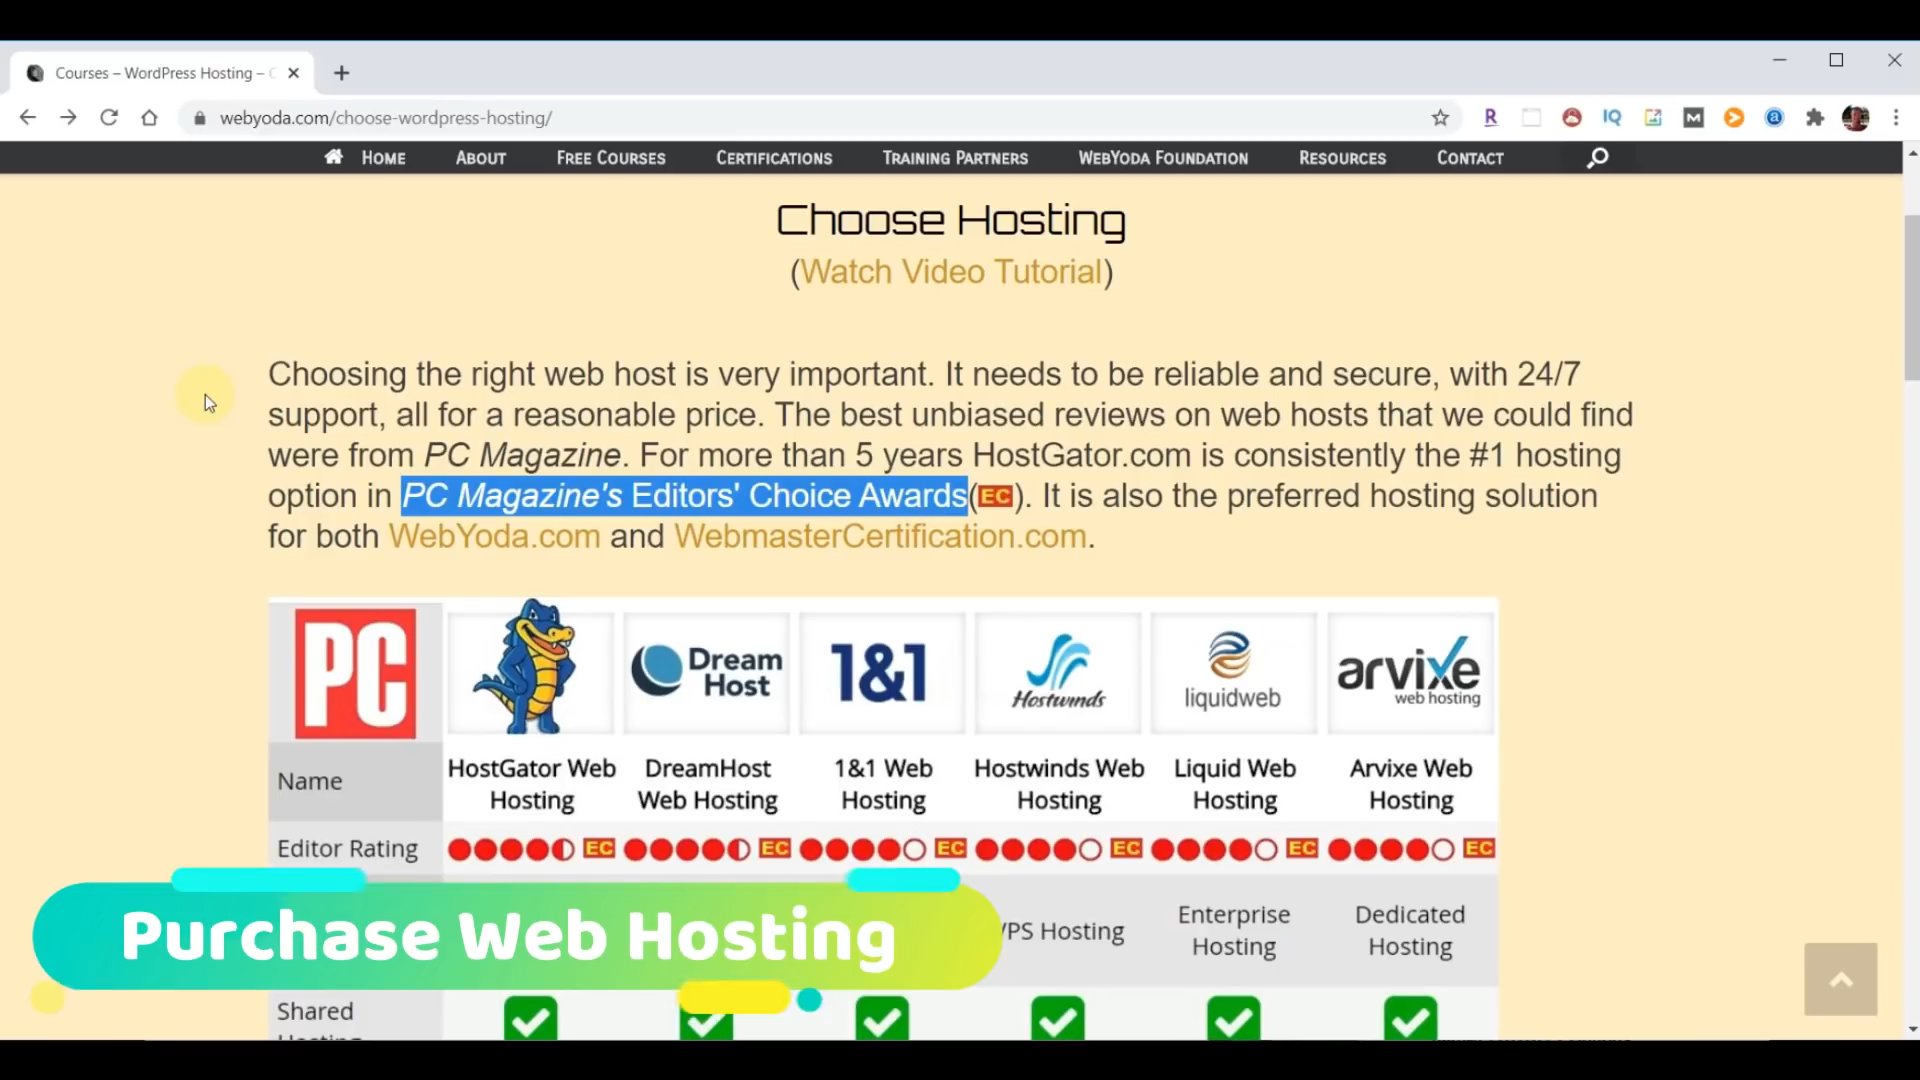 Courses – WordPress Hosting –
webyoda.com/choose-wordpress-hosting/
HOME ABOUT FREE COURSES CERTIFICATIONS TRAINING PARTNERS WEBYODA FOUNDATION RESOURCES CONTACT
Choose Hosting
(Watch Video Tutorial)
Choosing the right web host is very important. It needs to be reliable and secure, with 24/7
support, all for a reasonable price. The best unbiased reviews on web hosts that we could find
were from PC Magazine. For more than 5 years HostGator.com is consistently the #1 hosting
option in PC Magazine's Editors' Choice Awards(EC). It is also the preferred hosting solution
for both WebYoda.com and WebmasterCertification.com.
PC Dream Host 1&1 Hostwinds liquidweb arvixe web hosting
Name HostGator Web Hosting DreamHost Web Hosting 1&1 Web Hosting Hostwinds Web Hosting Liquid Web Hosting Arvixe Web Hosting
Editor Rating EC EC EC EC EC EC
VPS Hosting Enterprise Hosting Dedicated Hosting
Purchase Web Hosting
Shared